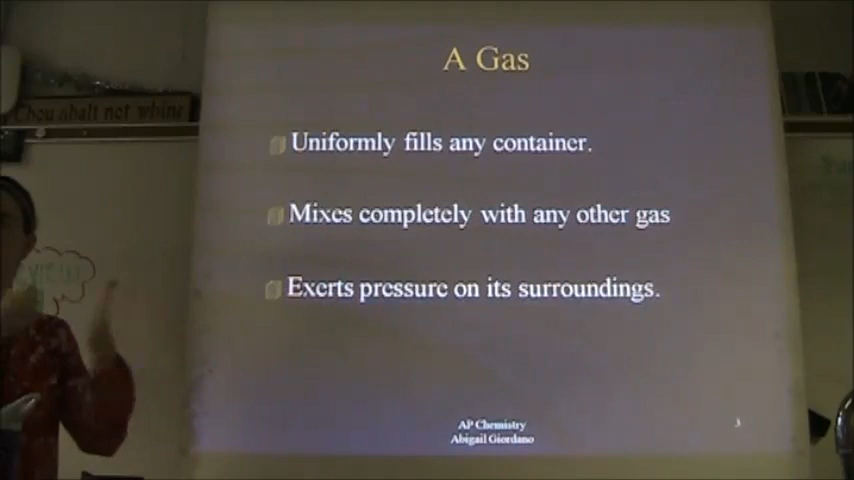 A Gas
Thou shalt not whine
Uniformly fills any container.
Mixes completely with any other gas
Exerts pressure on its surroundings.
AP Chemistry
Abigail Giordano
3